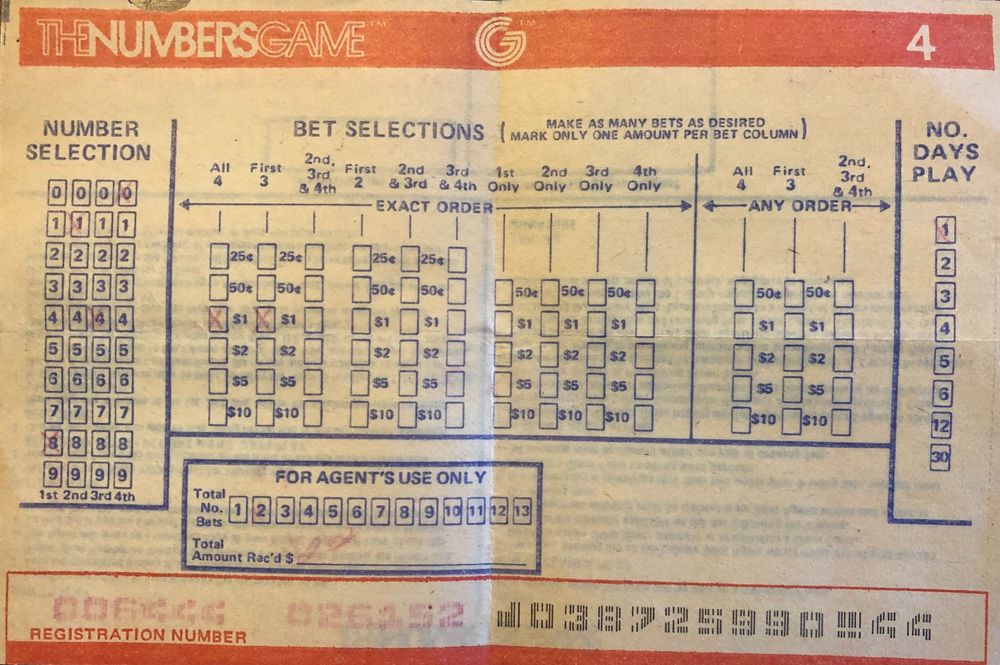 THE NUMBERS GAME™ G™ 4
NUMBER SELECTION
BET SELECTIONS (MAKE AS MANY BETS AS DESIRED
MARK ONLY ONE AMOUNT PER BET COLUMN)
NO. DAYS PLAY
All 4 First 3 2nd, 3rd & 4th First 2 2nd & 3rd 3rd & 4th 1st Only 2nd Only 3rd Only 4th Only All 4 First 3 2nd, 3rd & 4th
EXACT ORDER ANY ORDER
0 0 0 0
1 1 1 1 1
2 2 2 2 25¢ 25¢ 25¢ 25¢ 2
3 3 3 3 50¢ 50¢ 50¢ 50¢ 50¢ 50¢ 50¢ 50¢ 50¢ 3
4 4 4 4 $1 $1 $1 $1 $1 $1 $1 $1 $1 4
5 5 5 5 $2 $2 $2 $2 $2 $2 $2 $2 $2 5
6 6 6 6 $5 $5 $5 $5 $5 $5 $5 $5 $5 6
7 7 7 7 $10 $10 $10 $10 $10 $10 $10 $10 $10 12
8 8 8 8 30
9 9 9 9
1st 2nd 3rd 4th
FOR AGENT'S USE ONLY
Total No. Bets 1 2 3 4 5 6 7 8 9 10 11 12 13
Total
Amount Rac'd $
026452
REGISTRATION NUMBER